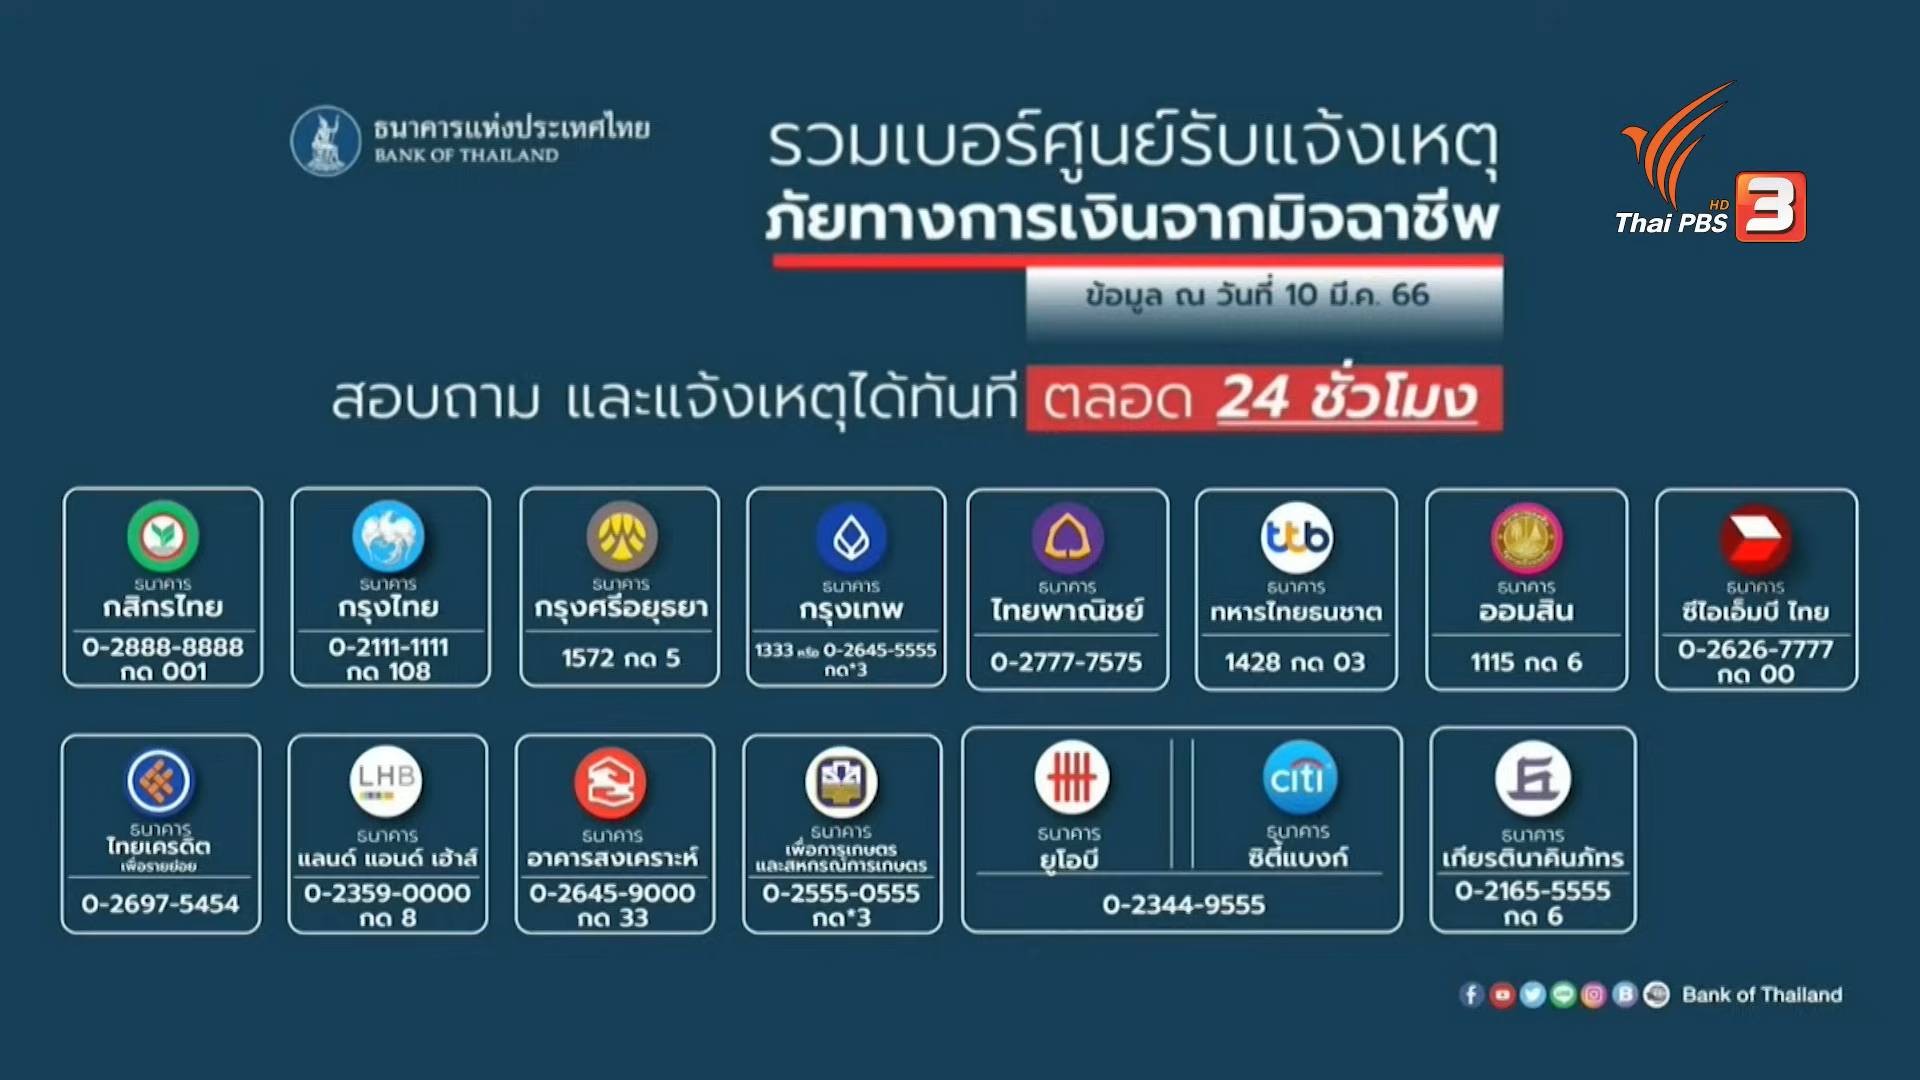 ธนาคารแห่งประเทศไทย
BANK OF THAILAND
รวมเบอร์ศูนย์รับแจ้งเหตุ
ภัยทางการเงินจากมิจฉาชีพ
ข้อมูล ณ วันที่ 10 มี.ค. 66
HD
Thai PBS 3
สอบถาม และแจ้งเหตุได้ทันที ตลอด 24 ชั่วโมง
ธนาคาร
กสิกรไทย
0-2888-8888
กด 001
ธนาคาร
กรุงไทย
0-2111-1111
กด 108
ธนาคาร
กรุงศรีอยุธยา
1572 กด 5
ธนาคาร
กรุงเทพ
1333 หรือ 0-2645-5555
กด*3
ธนาคาร
ไทยพาณิชย์
0-2777-7575
ttb
ธนาคาร
ทหารไทยธนชาต
1428 กด 03
ธนาคาร
ออมสิน
1115 กด 6
ธนาคาร
ซีไอเอ็มบี ไทย
0-2626-7777
กด 00
ธนาคาร
ไทยเครดิต
เพื่อรายย่อย
0-2697-5454
LHB
ธนาคาร
แลนด์ แอนด์ เฮ้าส์
0-2359-0000
กด 8
ธนาคาร
อาคารสงเคราะห์
0-2645-9000
กด 33
ธนาคาร
เพื่อการเกษตร
และสหกรณ์การเกษตร
0-2555-0555
กด*3
ธนาคาร
ยูโอบี
citi
ธนาคาร
ซิตี้แบงก์
0-2344-9555
ธนาคาร
เกียรตินาคินภัทร
0-2165-5555
กด 6
Bank of Thailand